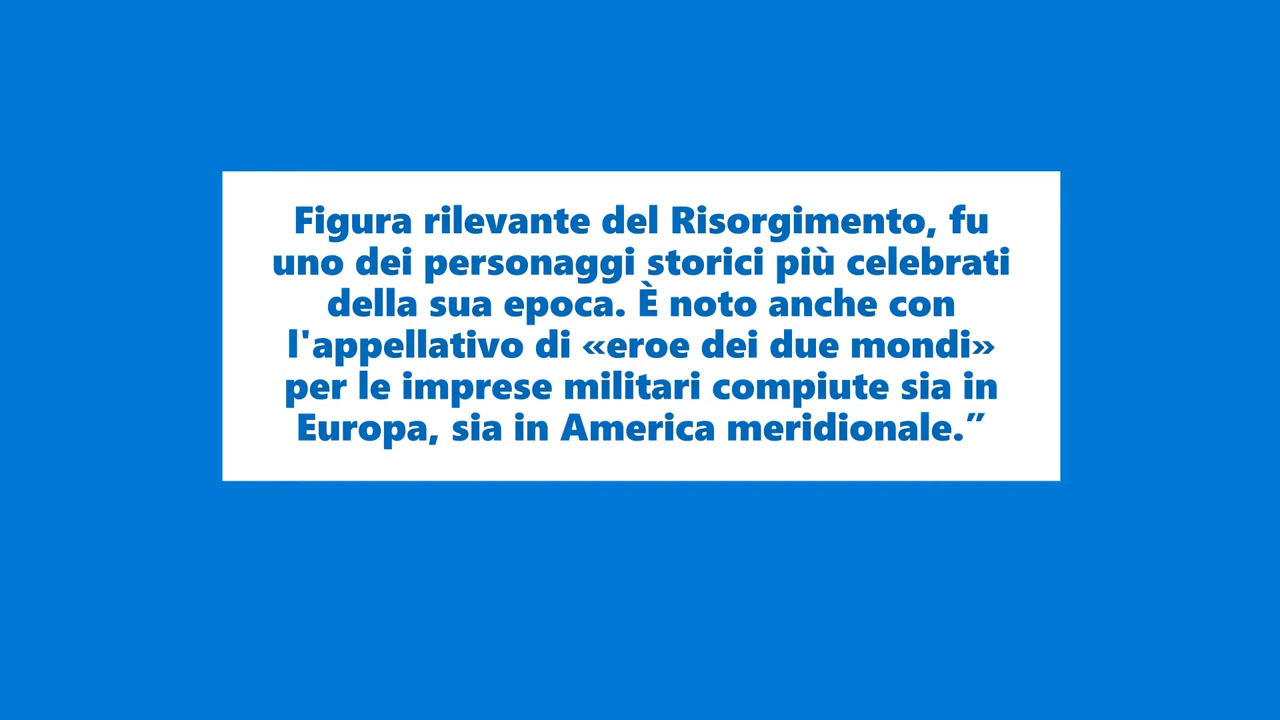 Figura rilevante del Risorgimento, fu
uno dei personaggi storici più celebrati
della sua epoca. È noto anche con
l'appellativo di «eroe dei due mondi»
per le imprese militari compiute sia in
Europa, sia in America meridionale.”